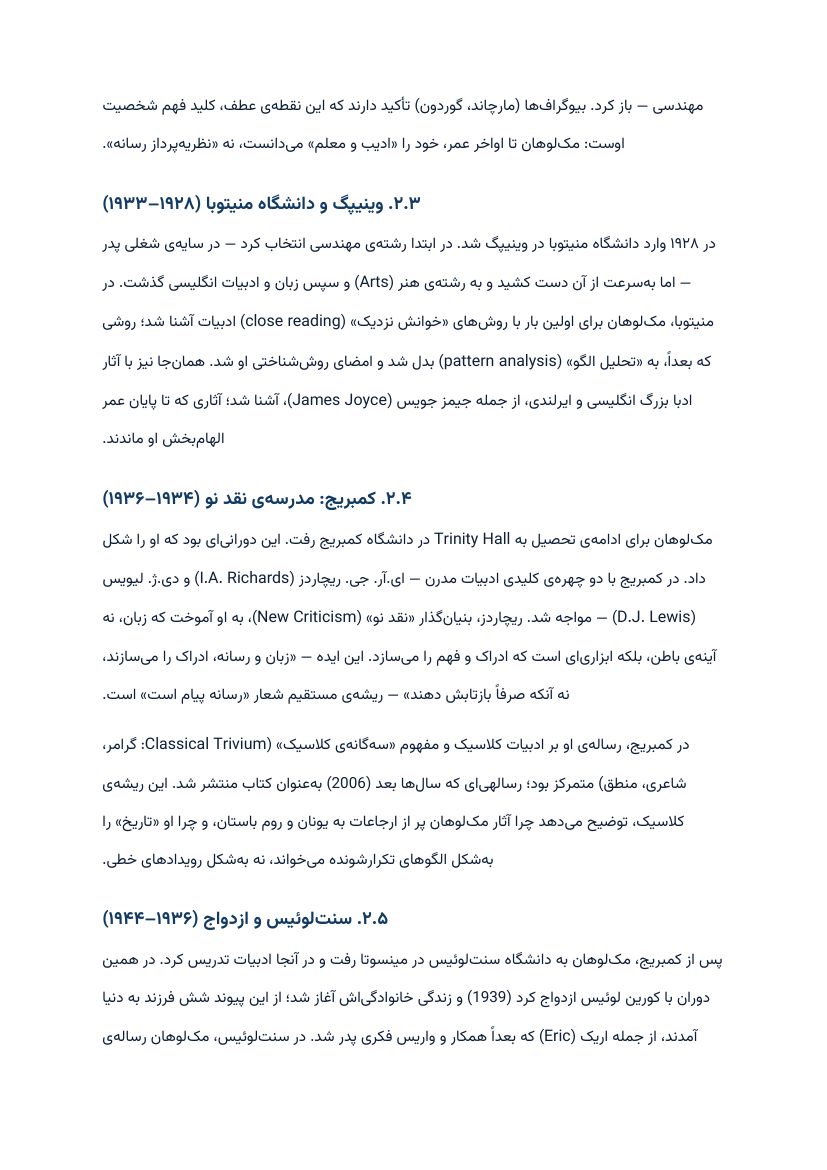 مهندسی — باز کرد. بیوگراف‌ها (مارچاند، گوردون) تأکید دارند که این نقطه‌ی عطف، کلید فهم شخصیت
اوست: مک‌لوهان تا اواخر عمر، خود را «ادیب و معلم» می‌دانست، نه «نظریه‌پرداز رسانه».
۲.۳. وینیپگ و دانشگاه منیتوبا (۱۹۲۸–۱۹۳۳)
در ۱۹۲۸ وارد دانشگاه منیتوبا در وینیپگ شد. در ابتدا رشته‌ی مهندسی انتخاب کرد — در سایه‌ی شغلی پدر
— اما به‌سرعت از آن دست کشید و به رشته‌ی هنر (Arts) و سپس زبان و ادبیات انگلیسی گذشت. در
منیتوبا، مک‌لوهان برای اولین بار با روش‌های «خوانش نزدیک» (close reading) ادبیات آشنا شد؛ روشی
که بعداً، به «تحلیل الگو» (pattern analysis) بدل شد و امضای روش‌شناختی او شد. همان‌جا نیز با آثار
ادبا بزرگ انگلیسی و ایرلندی، از جمله جیمز جویس (James Joyce)، آشنا شد؛ آثاری که تا پایان عمر
الهام‌بخش او ماندند.
۲.۴. کمبریج: مدرسه‌ی نقد نو (۱۹۳۴–۱۹۳۶)
مک‌لوهان برای ادامه‌ی تحصیل به Trinity Hall در دانشگاه کمبریج رفت. این دورانی‌ای بود که او را شکل
داد. در کمبریج با دو چهره‌ی کلیدی ادبیات مدرن — ای.آر. جی. ریچاردز (I.A. Richards) و دی.ژ. لیویس
(D.J. Lewis) — مواجه شد. ریچاردز، بنیان‌گذار «نقد نو» (New Criticism)، به او آموخت که زبان، نه
آینه‌ی باطن، بلکه ابزاری‌ای است که ادراک و فهم را می‌سازد. این ایده — «زبان و رسانه، ادراک را می‌سازند،
نه آنکه صرفاً بازتابش دهند» — ریشه‌ی مستقیم شعار «رسانه پیام است» است.
در کمبریج، رساله‌ی او بر ادبیات کلاسیک و مفهوم «سه‌گانه‌ی کلاسیک» (Classical Trivium: گرامر،
شاعری، منطق) متمرکز بود؛ رسالهای که سال‌ها بعد (2006) به‌عنوان کتاب منتشر شد. این ریشه‌ی
کلاسیک، توضیح می‌دهد چرا آثار مک‌لوهان پر از ارجاعات به یونان و روم باستان، و چرا او «تاریخ» را
به‌شکل الگوهای تکرارشونده می‌خواند، نه به‌شکل رویدادهای خطی.
۲.۵. سنت‌لوئیس و ازدواج (۱۹۳۶–۱۹۴۴)
پس از کمبریج، مک‌لوهان به دانشگاه سنت‌لوئیس در مینسوتا رفت و در آنجا ادبیات تدریس کرد. در همین
دوران با کورین لوئیس ازدواج کرد (1939) و زندگی خانوادگی‌اش آغاز شد؛ از این پیوند شش فرزند به دنیا
آمدند، از جمله اریک (Eric) که بعداً همکار و واریس فکری پدر شد. در سنت‌لوئیس، مک‌لوهان رساله‌ی